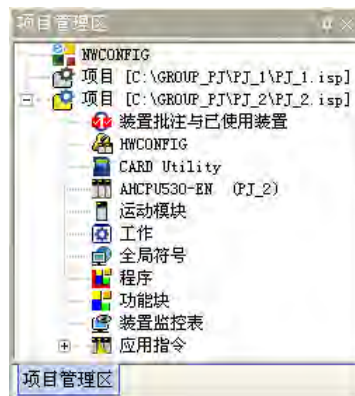 项目管理区
NWCONFIG
项目 [C:\GROUP_PJ\PJ_1\PJ_1.isp]
项目 [C:\GROUP_PJ\PJ_2\PJ_2.isp]
装置批注与已使用装置
HWCONFIG
CARD Utility
AHCPU530-EN (PJ_2)
运动模块
工作
全局符号
程序
功能块
装置监控表
应用指令
项目管理区